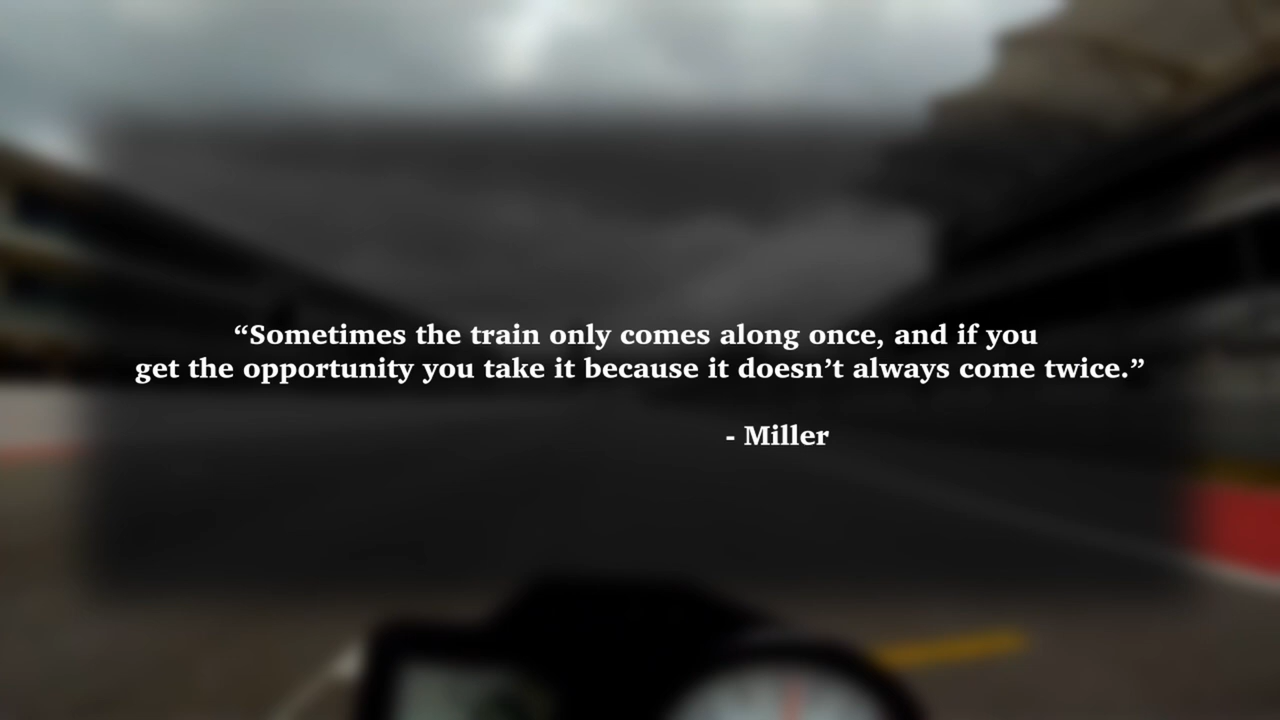 “Sometimes the train only comes along once, and if you
get the opportunity you take it because it doesn’t always come twice.”
- Miller